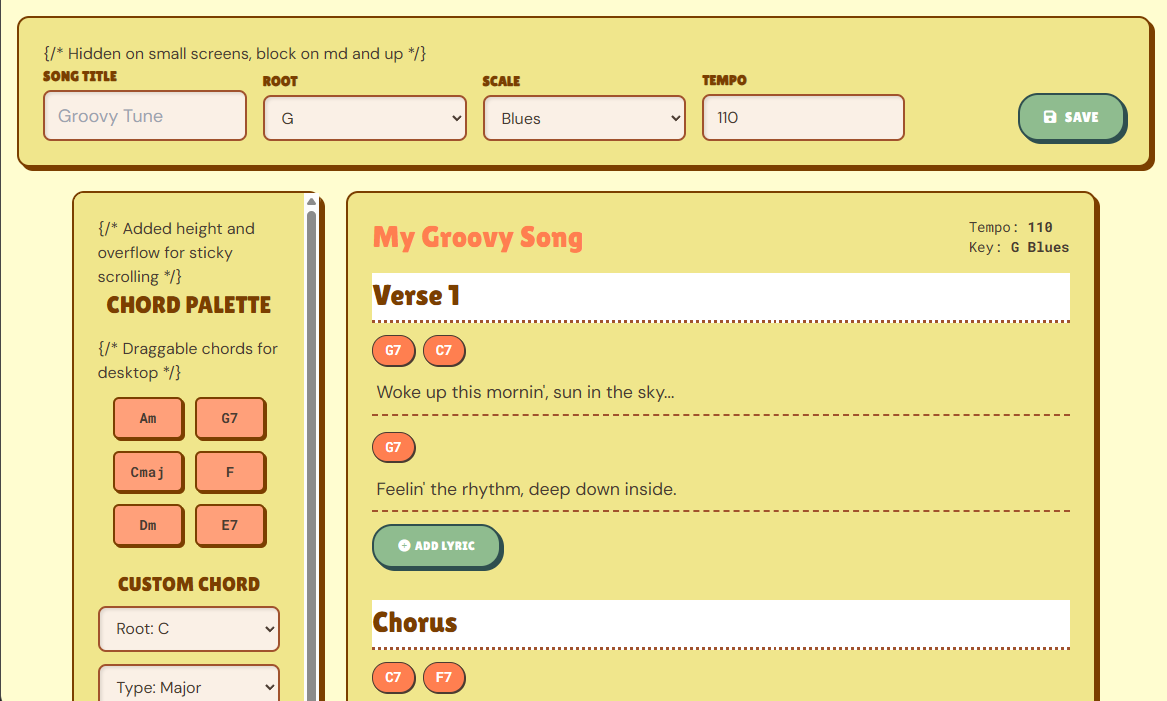 {/* Hidden on small screens, block on md and up */}
SONG TITLE
ROOT
SCALE
TEMPO
Groovy Tune
G
Blues
110
SAVE
{/* Added height and
overflow for sticky
scrolling */}
CHORD PALETTE
{/* Draggable chords for
desktop */}
Am
G7
Cmaj
F
Dm
E7
CUSTOM CHORD
Root: C
Type: Major
My Groovy Song
Tempo: 110
Key: G Blues
Verse 1
G7
C7
Woke up this mornin', sun in the sky...
G7
Feelin' the rhythm, deep down inside.
ADD LYRIC
Chorus
C7
F7